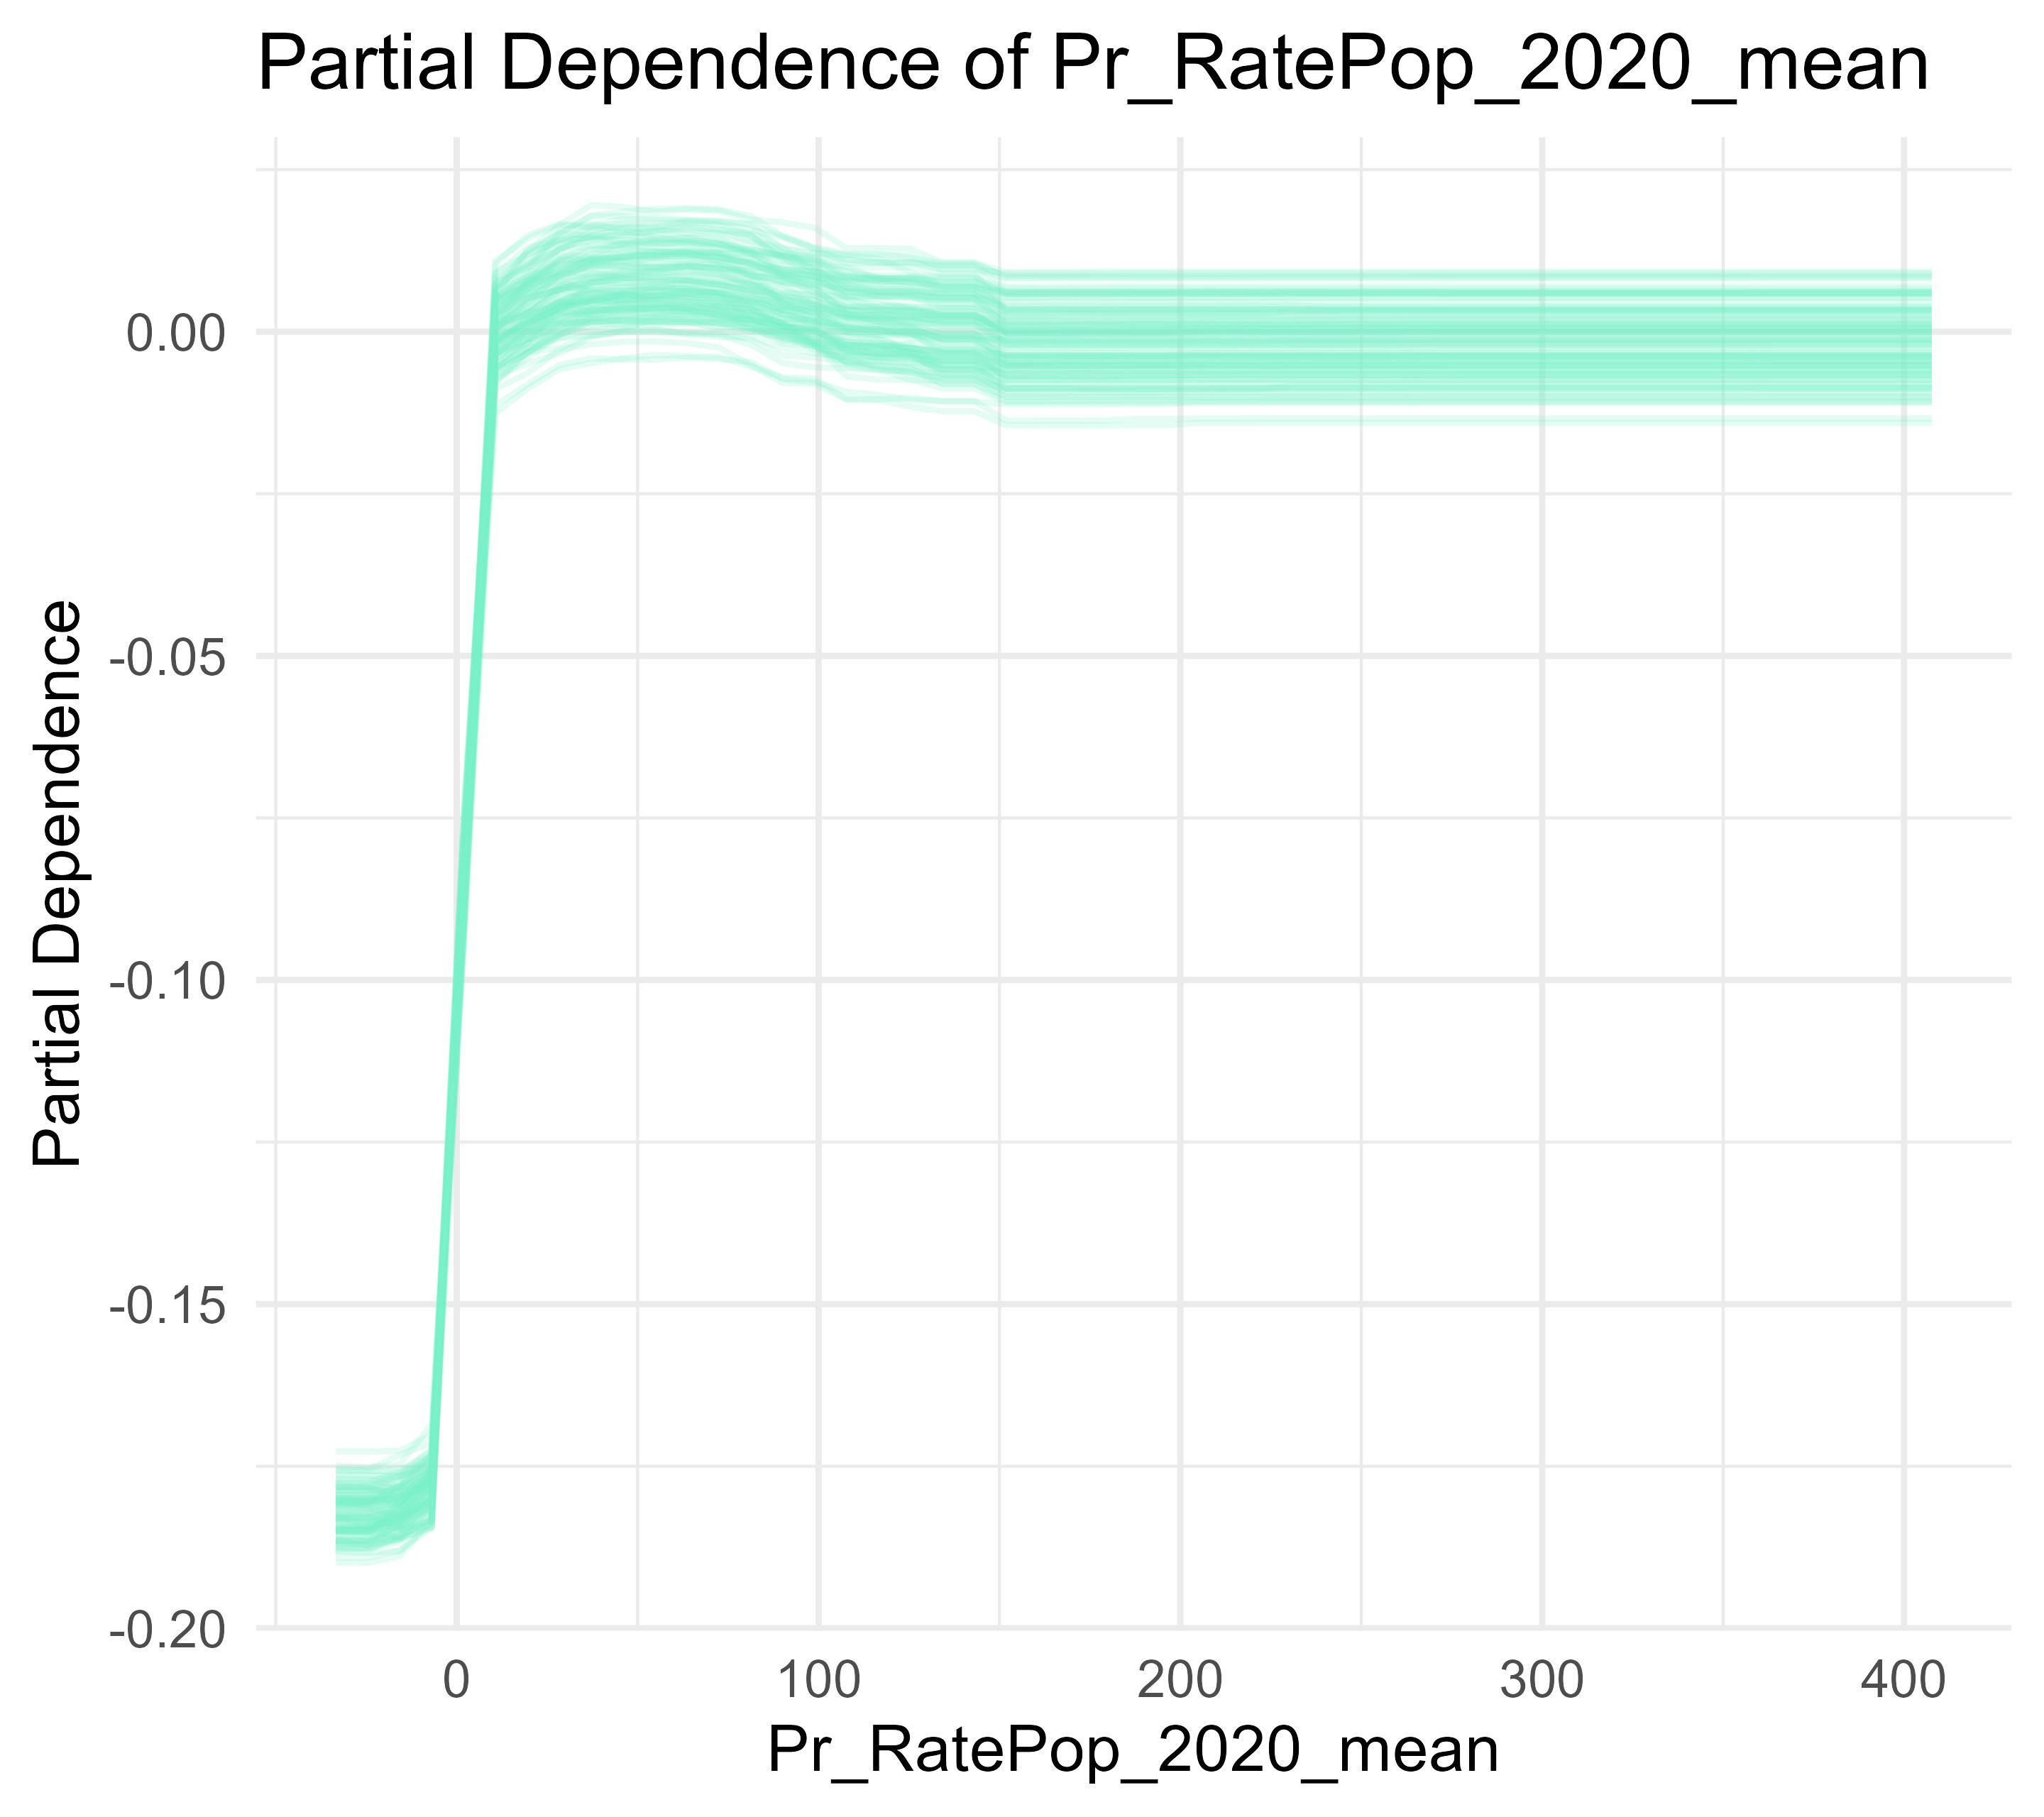 Partial Dependence of Pr_RatePop_2020_mean
Partial Dependence
0.00
-0.05
-0.10
-0.15
-0.20
0 100 200 300 400
Pr_RatePop_2020_mean